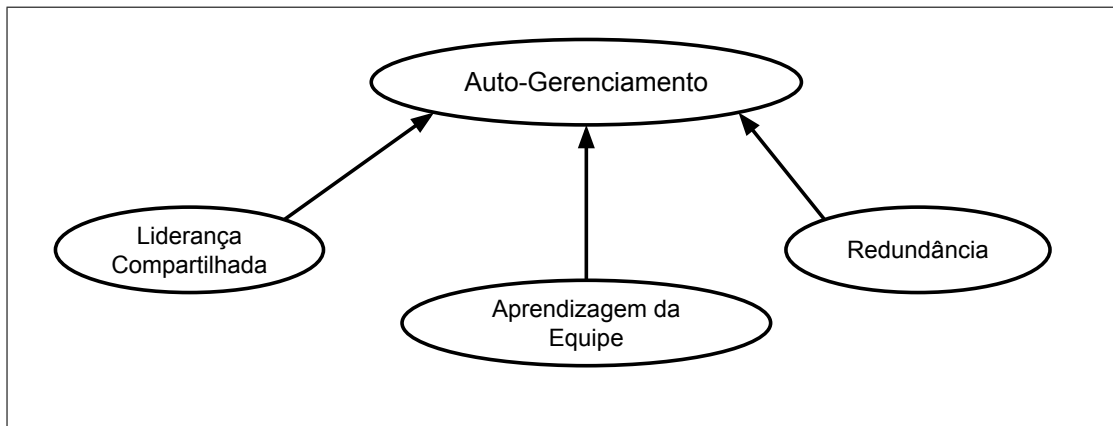 Auto-Gerenciamento
Liderança
Compartilhada
Redundância
Aprendizagem da
Equipe